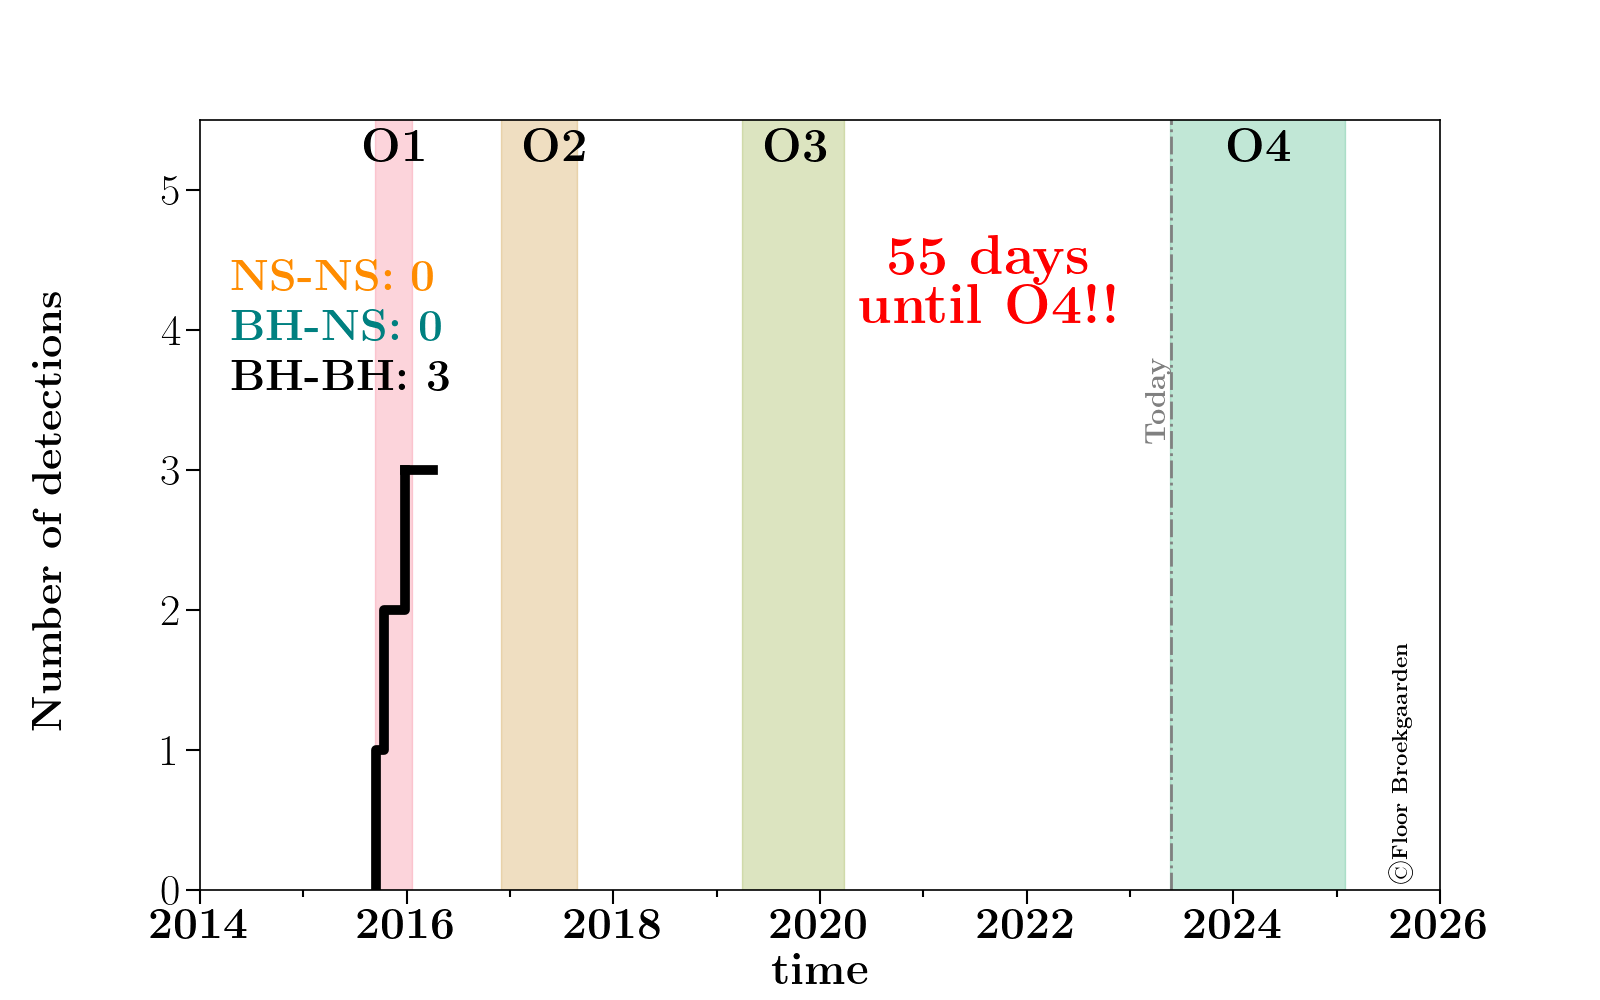 O1 O2 O3 O4
5
55 days
until O4!!
NS-NS: 0
BH-NS: 0
BH-BH: 3
4
Today
Number of detections
3
2
1
0
©Floor Broekgaarden
2014 2016 2018 2020 2022 2024 2026
time